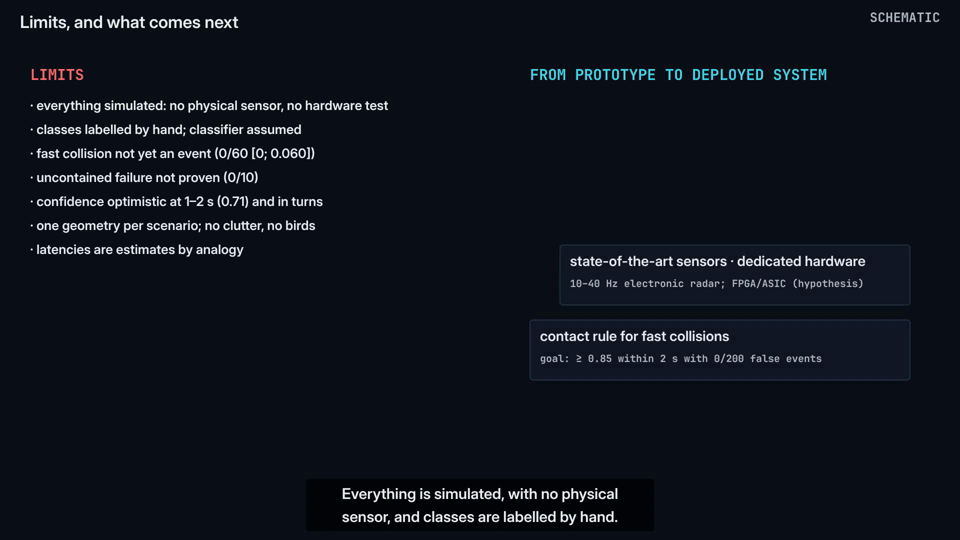 Limits, and what comes next
SCHEMATIC
LIMITS
· everything simulated: no physical sensor, no hardware test
· classes labelled by hand; classifier assumed
· fast collision not yet an event (0/60 [0; 0.060])
· uncontained failure not proven (0/10)
· confidence optimistic at 1–2 s (0.71) and in turns
· one geometry per scenario; no clutter, no birds
· latencies are estimates by analogy
FROM PROTOTYPE TO DEPLOYED SYSTEM
state-of-the-art sensors · dedicated hardware
10–40 Hz electronic radar; FPGA/ASIC (hypothesis)
contact rule for fast collisions
goal: ≥ 0.85 within 2 s with 0/200 false events
Everything is simulated, with no physical
sensor, and classes are labelled by hand.